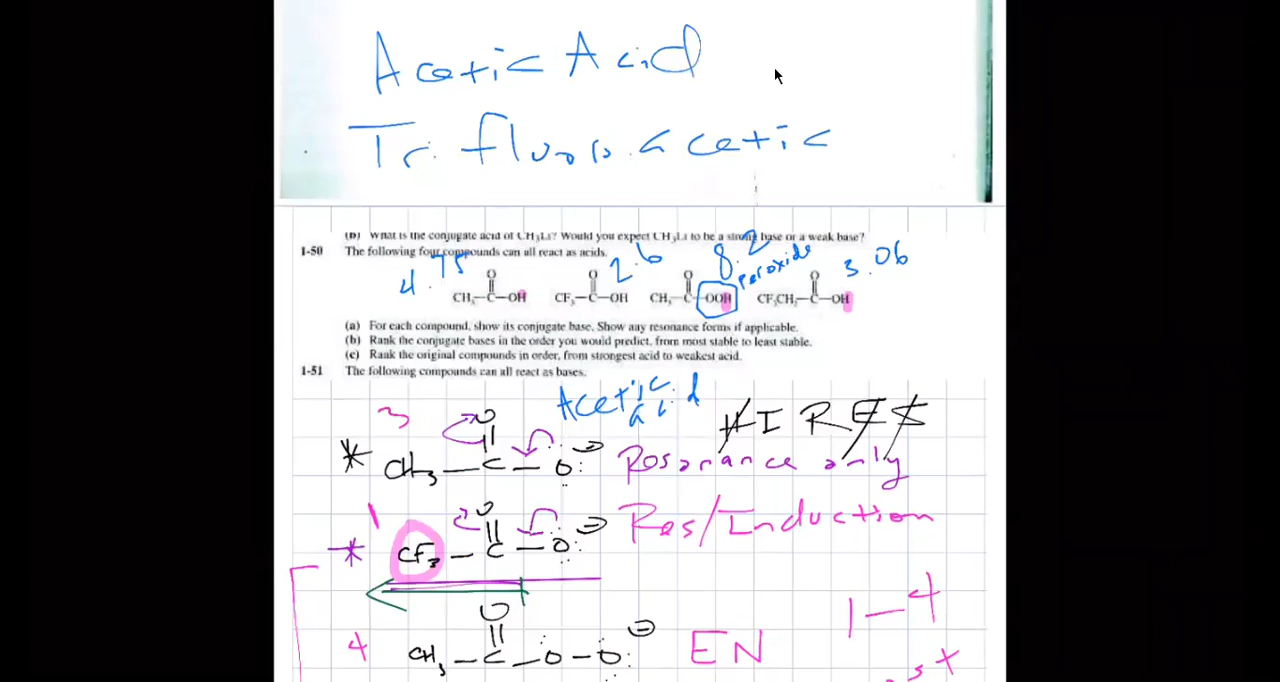 Acetic Acid
Trifluoroacetic
(b) What is the conjugate acid of CH3Li? Would you expect CH3Li to be a strong base or a weak base?
1-50 The following four compounds can all react as acids.
4.75 2.6 8.2 peroxide 3.06
O O O O
CH3—C—OH CF3—C—OH CH3—C—OOH CF3CH2—C—OH
(a) For each compound, show its conjugate base. Show any resonance forms if applicable.
(b) Rank the conjugate bases in the order you would predict, from most stable to least stable.
(c) Rank the original compounds in order, from strongest acid to weakest acid.
1-51 The following compounds can all react as bases.
Acetic acid
3 O H I R E S
* CH3—C—O: ⊖ Resonance only
1 O
* CF3—C—O: ⊖ Res/Induction
1—4
O
4 CH3—C—O—O: ⊖ EN